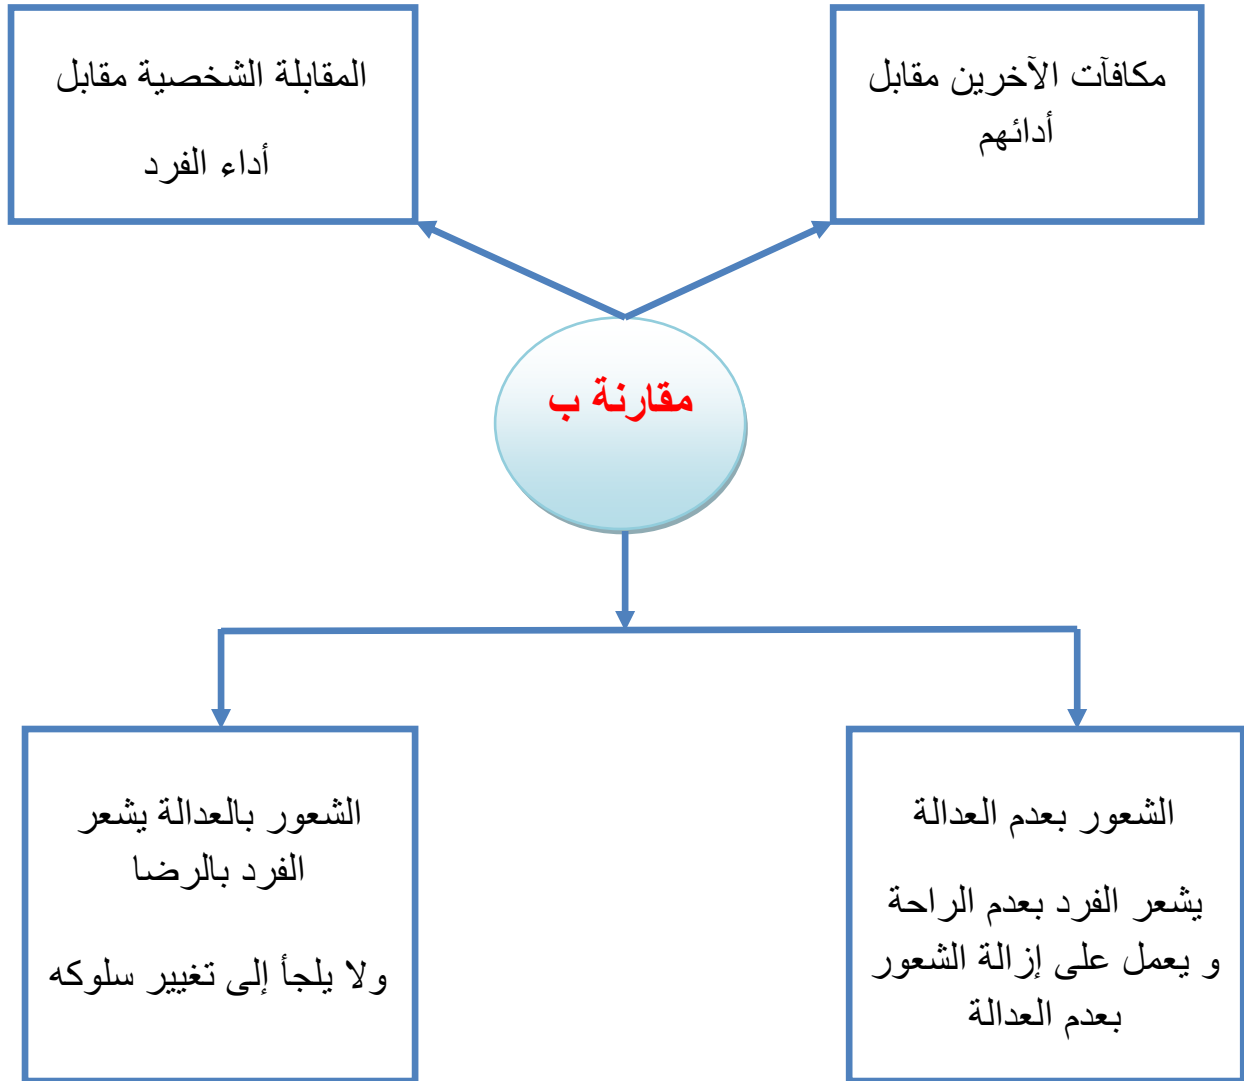 مكافآت الآخرين مقابل
أدائهم
المقابلة الشخصية مقابل
أداء الفرد
مقارنة ب
الشعور بعدم العدالة
يشعر الفرد بعدم الراحة
و يعمل على إزالة الشعور
بعدم العدالة
الشعور بالعدالة يشعر
الفرد بالرضا
ولا يلجأ إلى تغيير سلوكه